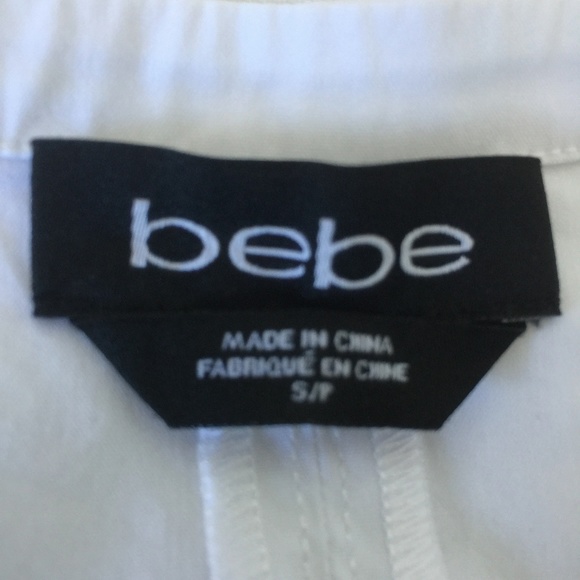 bebe
MADE IN CHINA
FABRIQUÉ EN CHINE
S/P